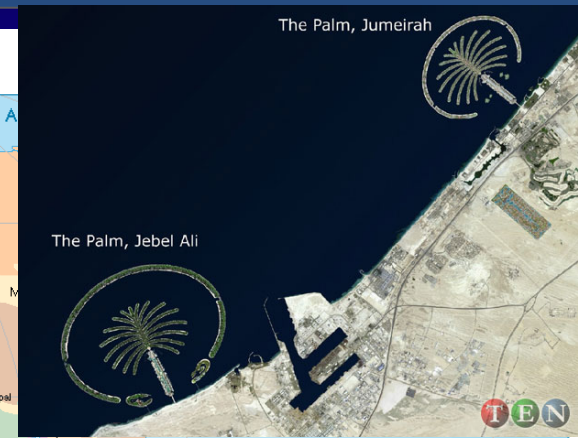 The Palm, Jumeirah
A
The Palm, Jebel Ali
M
TEN